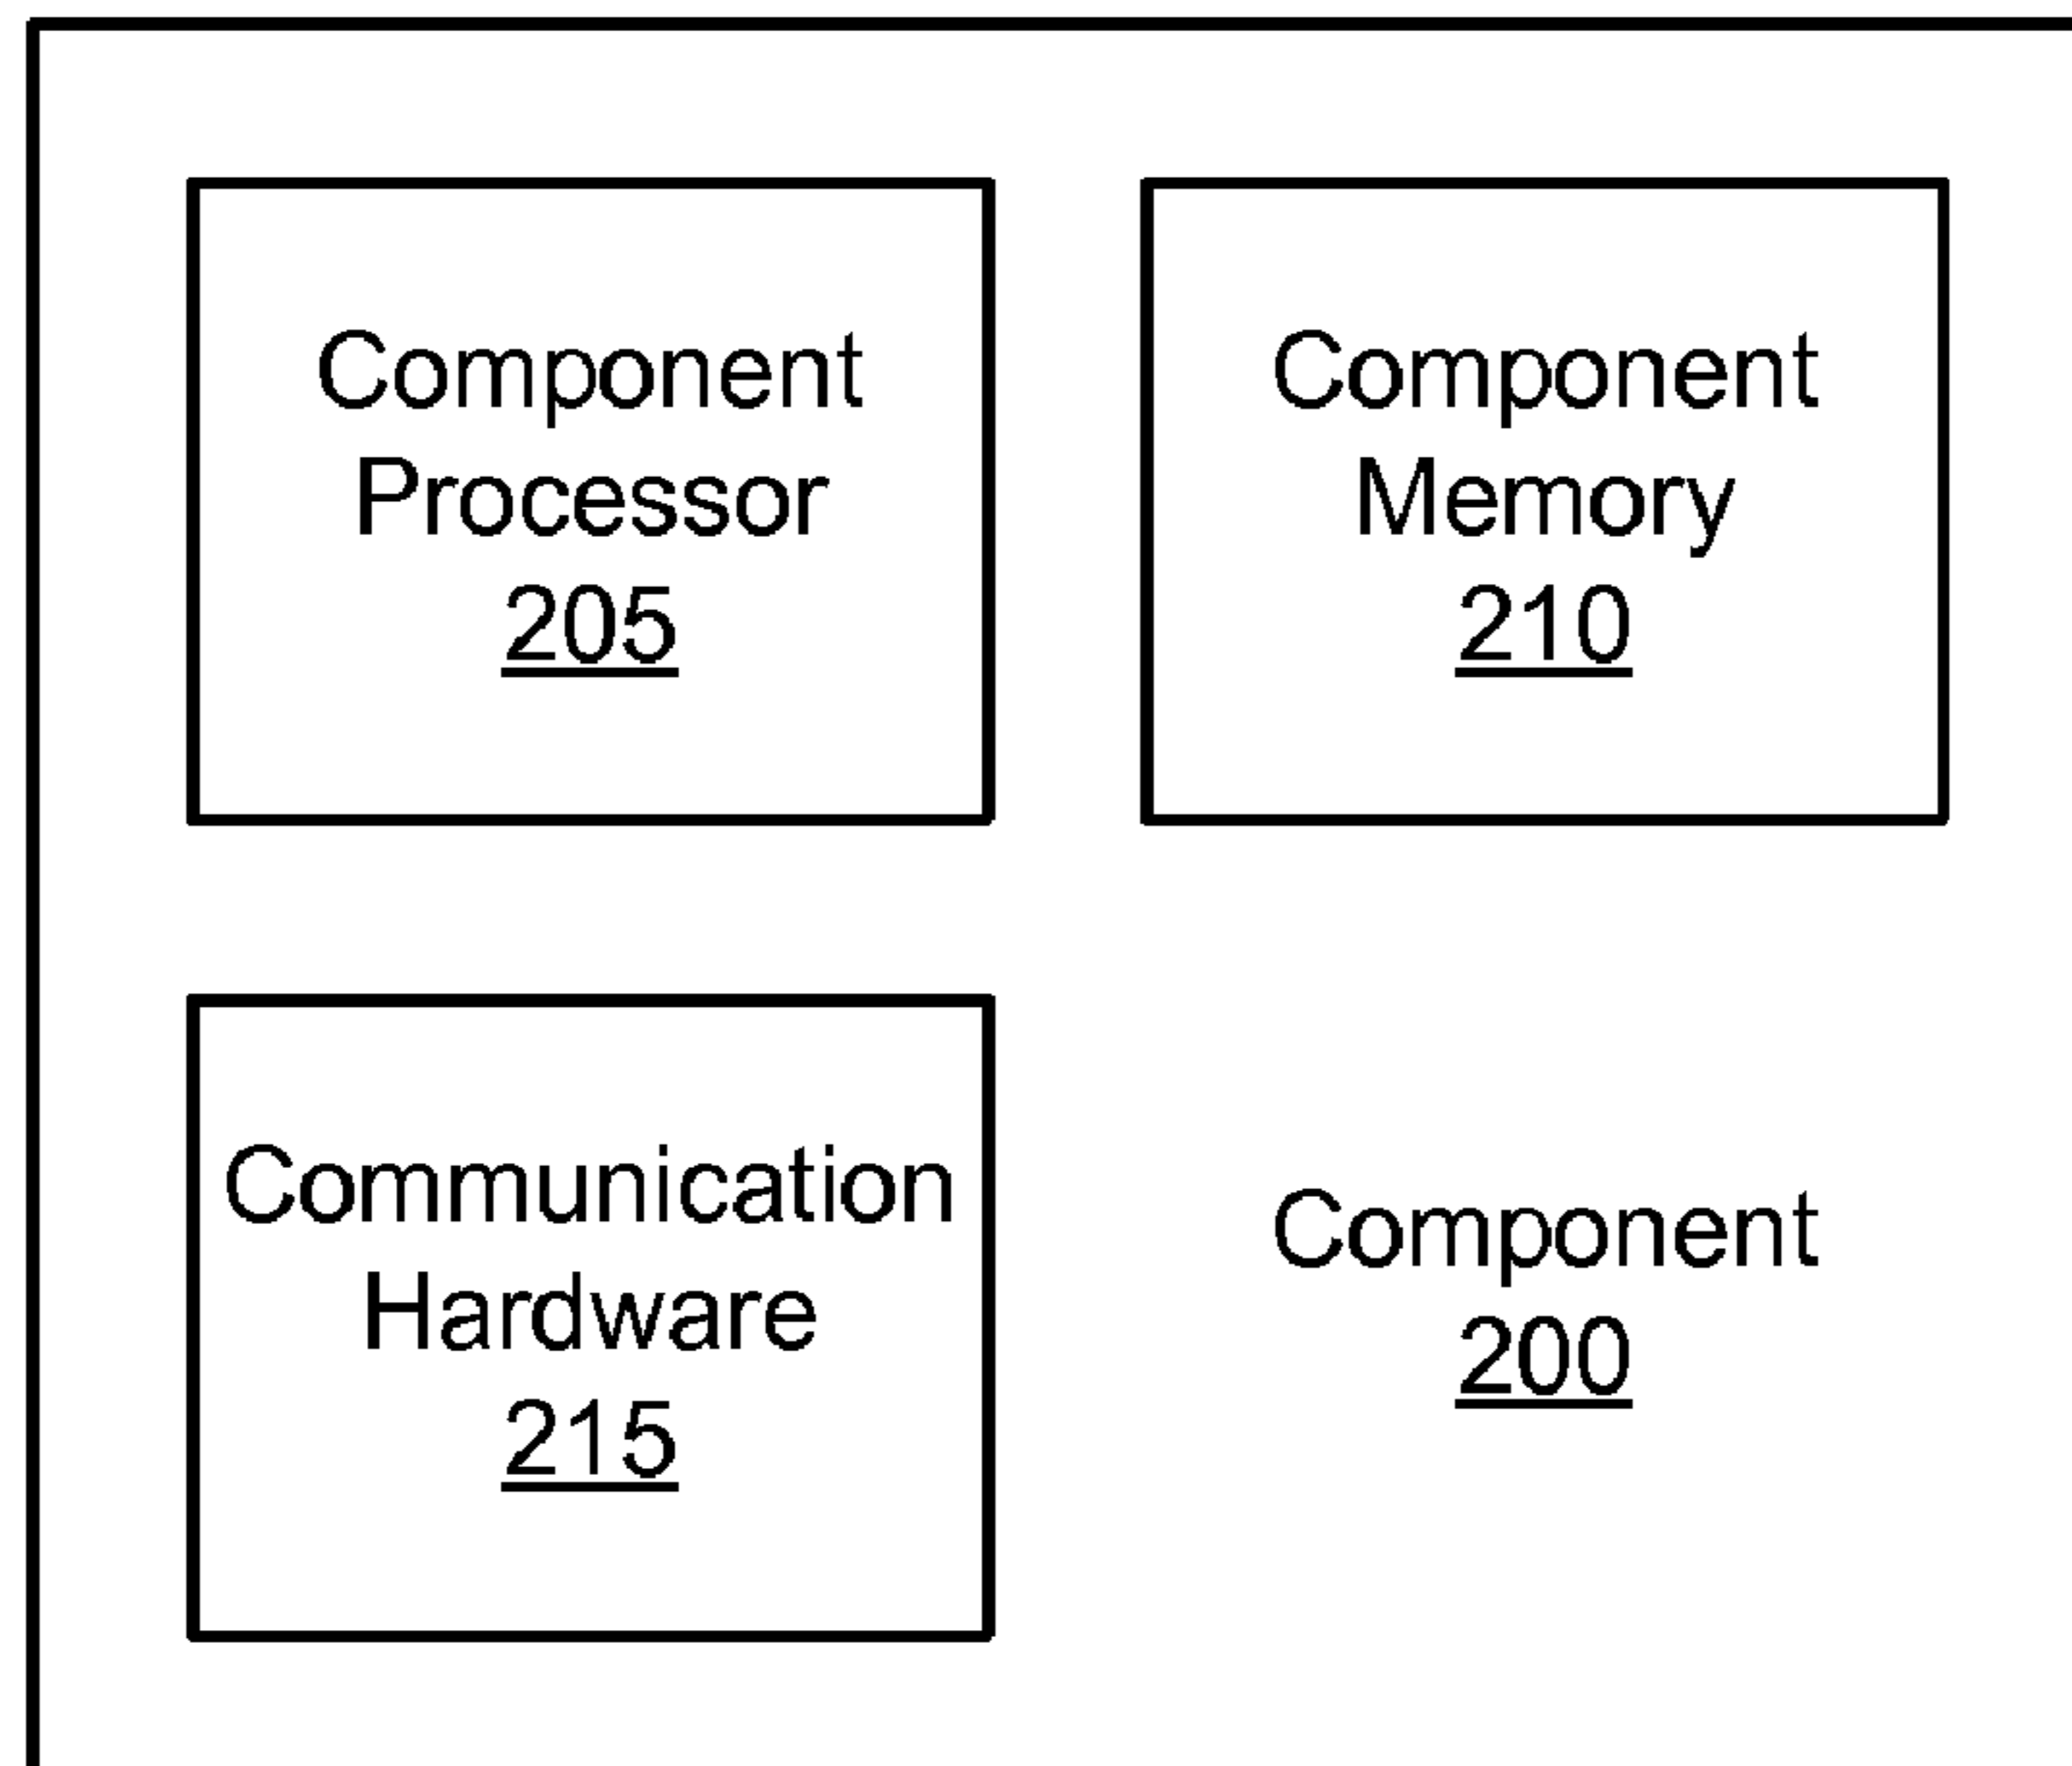 Component
Processor
205
Component
Memory
210
Communication
Hardware
215
Component
200